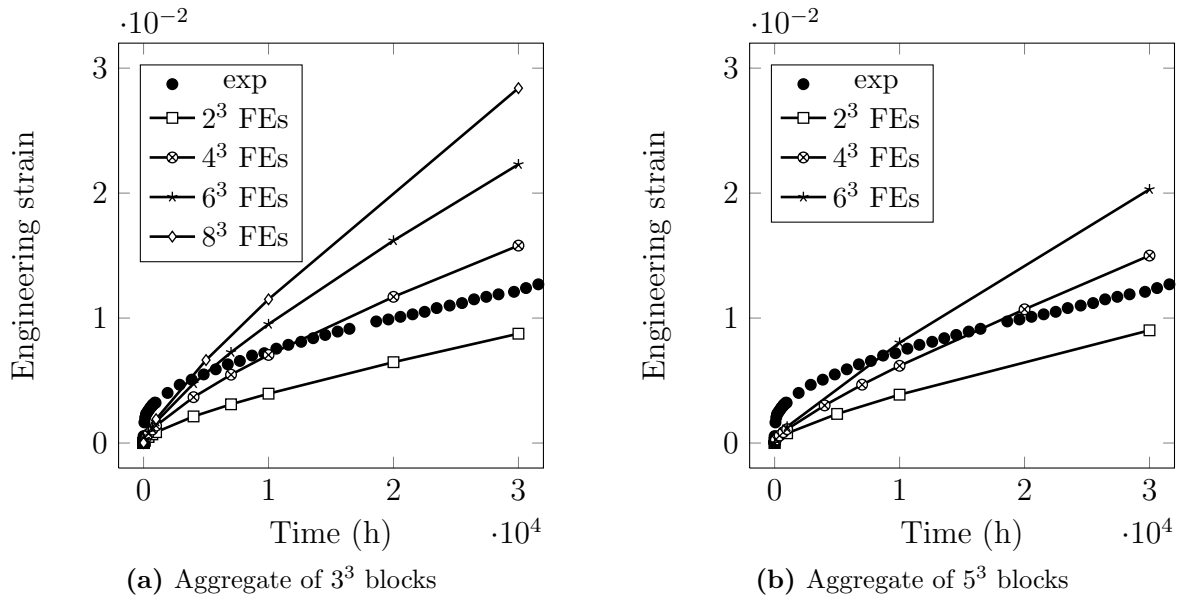 ·10⁻²
3
2
1
0
Engineering strain
exp
2³ FEs
4³ FEs
6³ FEs
8³ FEs
0 1 2 3
Time (h) ·10⁴
(a) Aggregate of 3³ blocks
·10⁻²
3
2
1
0
Engineering strain
exp
2³ FEs
4³ FEs
6³ FEs
0 1 2 3
Time (h) ·10⁴
(b) Aggregate of 5³ blocks